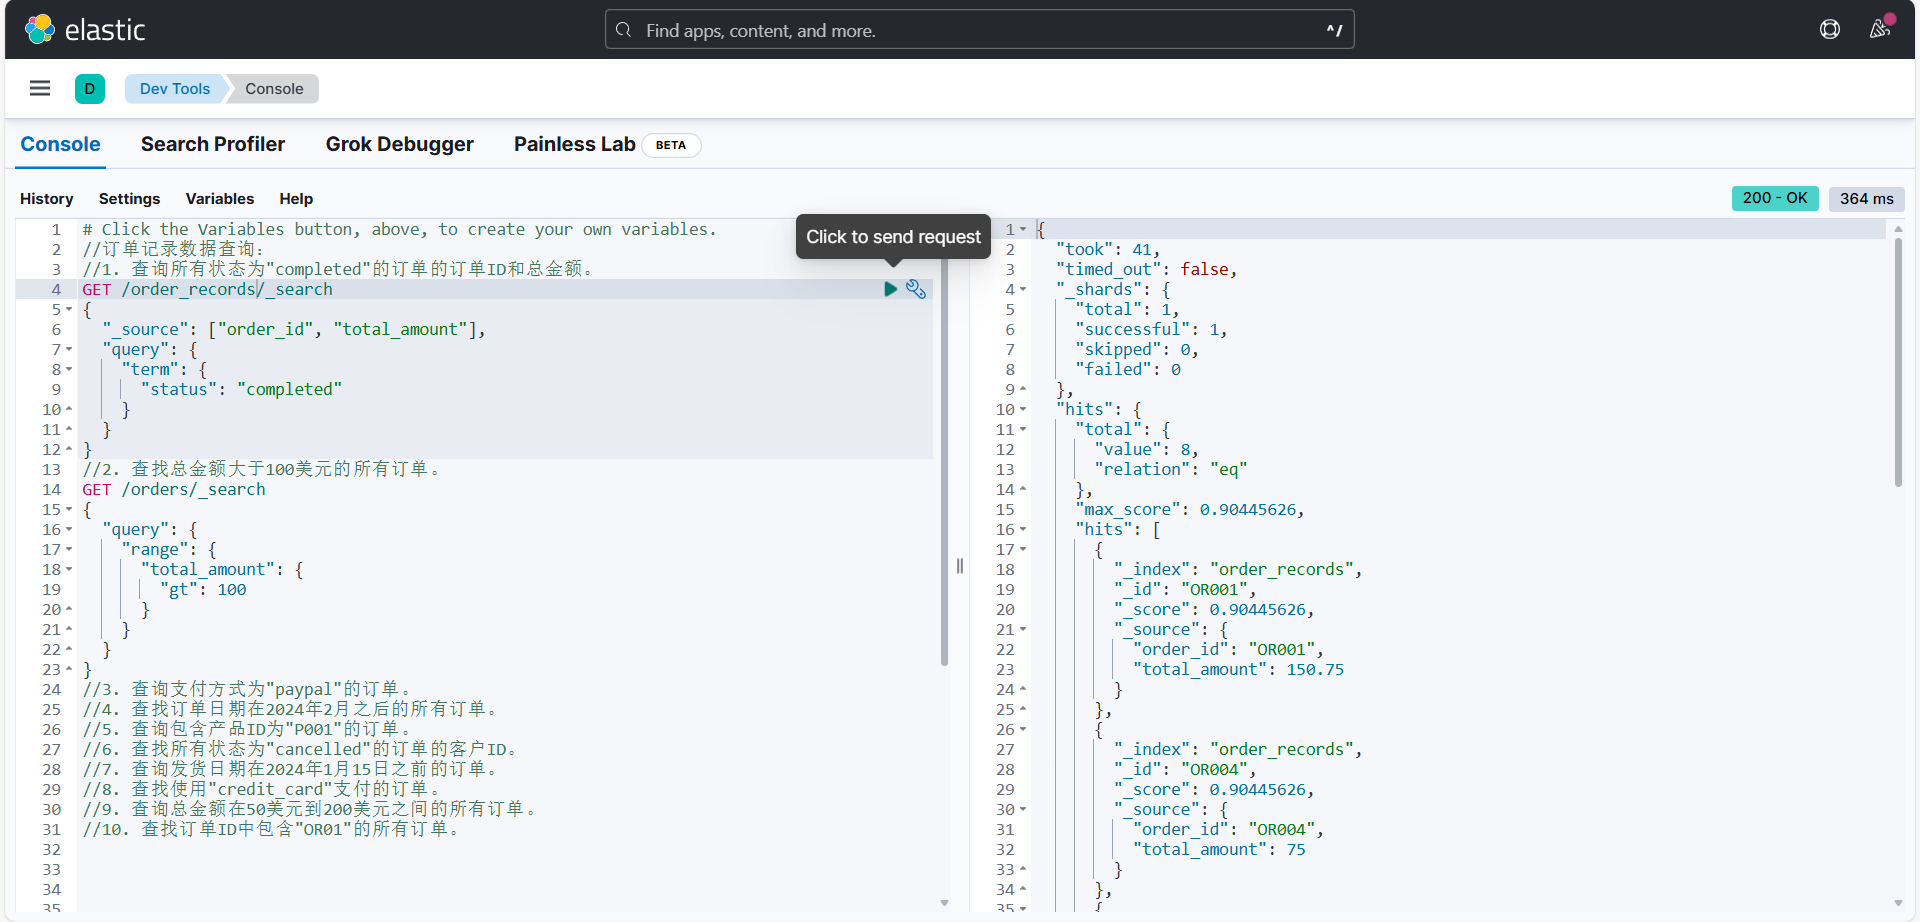 elastic
Find apps, content, and more.
^/
D
Dev Tools
Console
Console
Search Profiler
Grok Debugger
Painless Lab
BETA
History
Settings
Variables
Help
200 - OK
364 ms
Click to send request
1 # Click the Variables button, above, to create your own variables.
2 //订单记录数据查询:
3 //1. 查询所有状态为"completed"的订单的订单ID和总金额。
4 GET /order_records/_search
5 {
6 "_source": ["order_id", "total_amount"],
7 "query": {
8 "term": {
9 "status": "completed"
10 }
11 }
12 }
13 //2. 查找总金额大于100美元的所有订单。
14 GET /orders/_search
15 {
16 "query": {
17 "range": {
18 "total_amount": {
19 "gt": 100
20 }
21 }
22 }
23 }
24 //3. 查询支付方式为"paypal"的订单。
25 //4. 查找订单日期在2024年2月之后的所有订单。
26 //5. 查询包含产品ID为"P001"的订单。
27 //6. 查找所有状态为"cancelled"的订单的客户ID。
28 //7. 查询发货日期在2024年1月15日之前的订单。
29 //8. 查找使用"credit_card"支付的订单。
30 //9. 查询总金额在50美元到200美元之间的所有订单。
31 //10. 查找订单ID中包含"OR01"的所有订单。
32
33
34
35
1 {
2 "took": 41,
3 "timed_out": false,
4 "_shards": {
5 "total": 1,
6 "successful": 1,
7 "skipped": 0,
8 "failed": 0
9 },
10 "hits": {
11 "total": {
12 "value": 8,
13 "relation": "eq"
14 },
15 "max_score": 0.90445626,
16 "hits": [
17 {
18 "_index": "order_records",
19 "_id": "OR001",
20 "_score": 0.90445626,
21 "_source": {
22 "order_id": "OR001",
23 "total_amount": 150.75
24 }
25 },
26 {
27 "_index": "order_records",
28 "_id": "OR004",
29 "_score": 0.90445626,
30 "_source": {
31 "order_id": "OR004",
32 "total_amount": 75
33 }
34 },
35 {